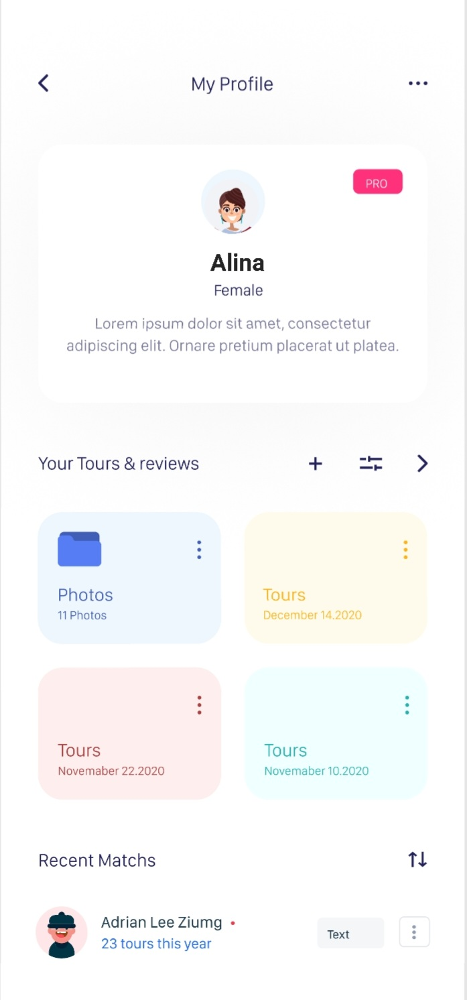 My Profile
PRO
Alina
Female
Lorem ipsum dolor sit amet, consectetur
adipiscing elit. Ornare pretium placerat ut platea.
Your Tours & reviews
Photos
11 Photos
Tours
December 14.2020
Tours
Novemaber 22.2020
Tours
Novemaber 10.2020
Recent Matchs
Adrian Lee Ziumg
23 tours this year
Text